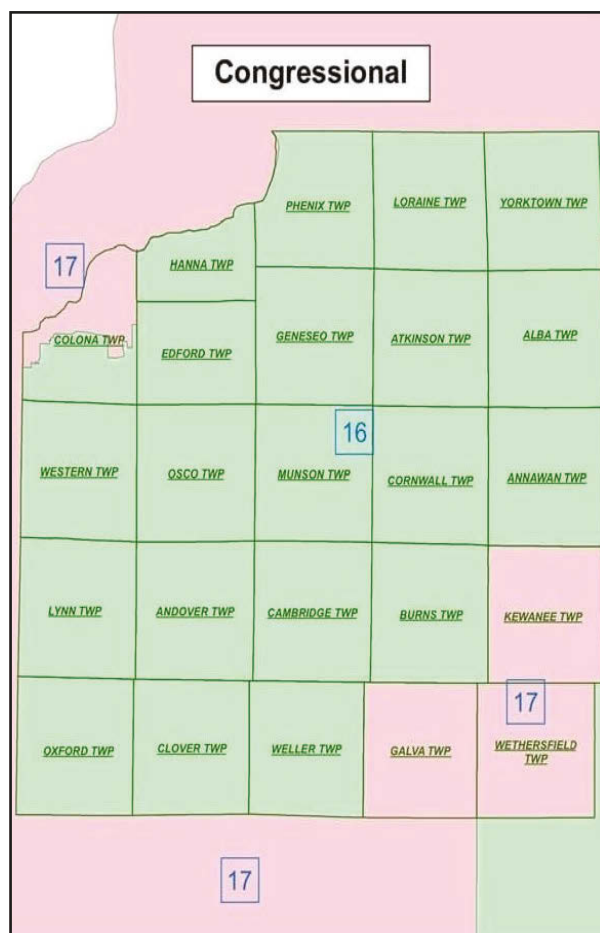 Congressional
PHENIX TWP
LORAINE TWP
YORKTOWN TWP
17
HANNA TWP
COLONA TWP
EDFORD TWP
GENESEO TWP
ATKINSON TWP
ALBA TWP
16
WESTERN TWP
OSCO TWP
MUNSON TWP
CORNWALL TWP
ANNAWAN TWP
LYNN TWP
ANDOVER TWP
CAMBRIDGE TWP
BURNS TWP
KEWANEE TWP
17
OXFORD TWP
CLOVER TWP
WELLER TWP
GALVA TWP
WETHERSFIELD
TWP
17